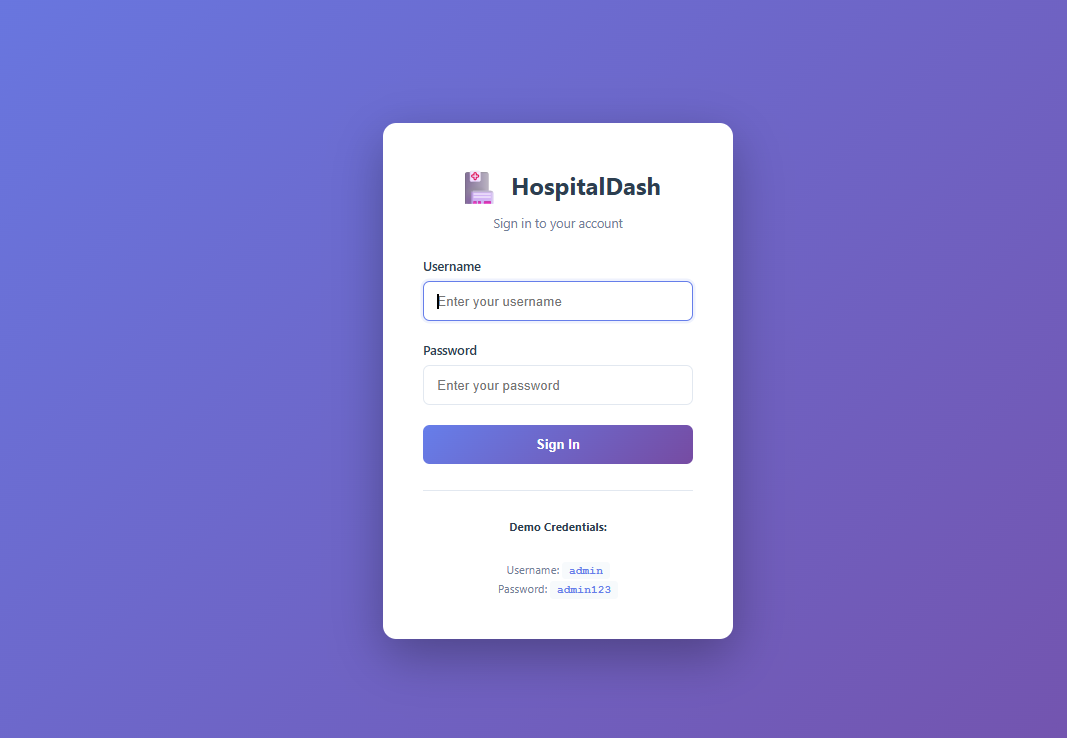 HospitalDash
Sign in to your account
Username
Enter your username
Password
Enter your password
Sign In
Demo Credentials:
Username: admin
Password: admin123